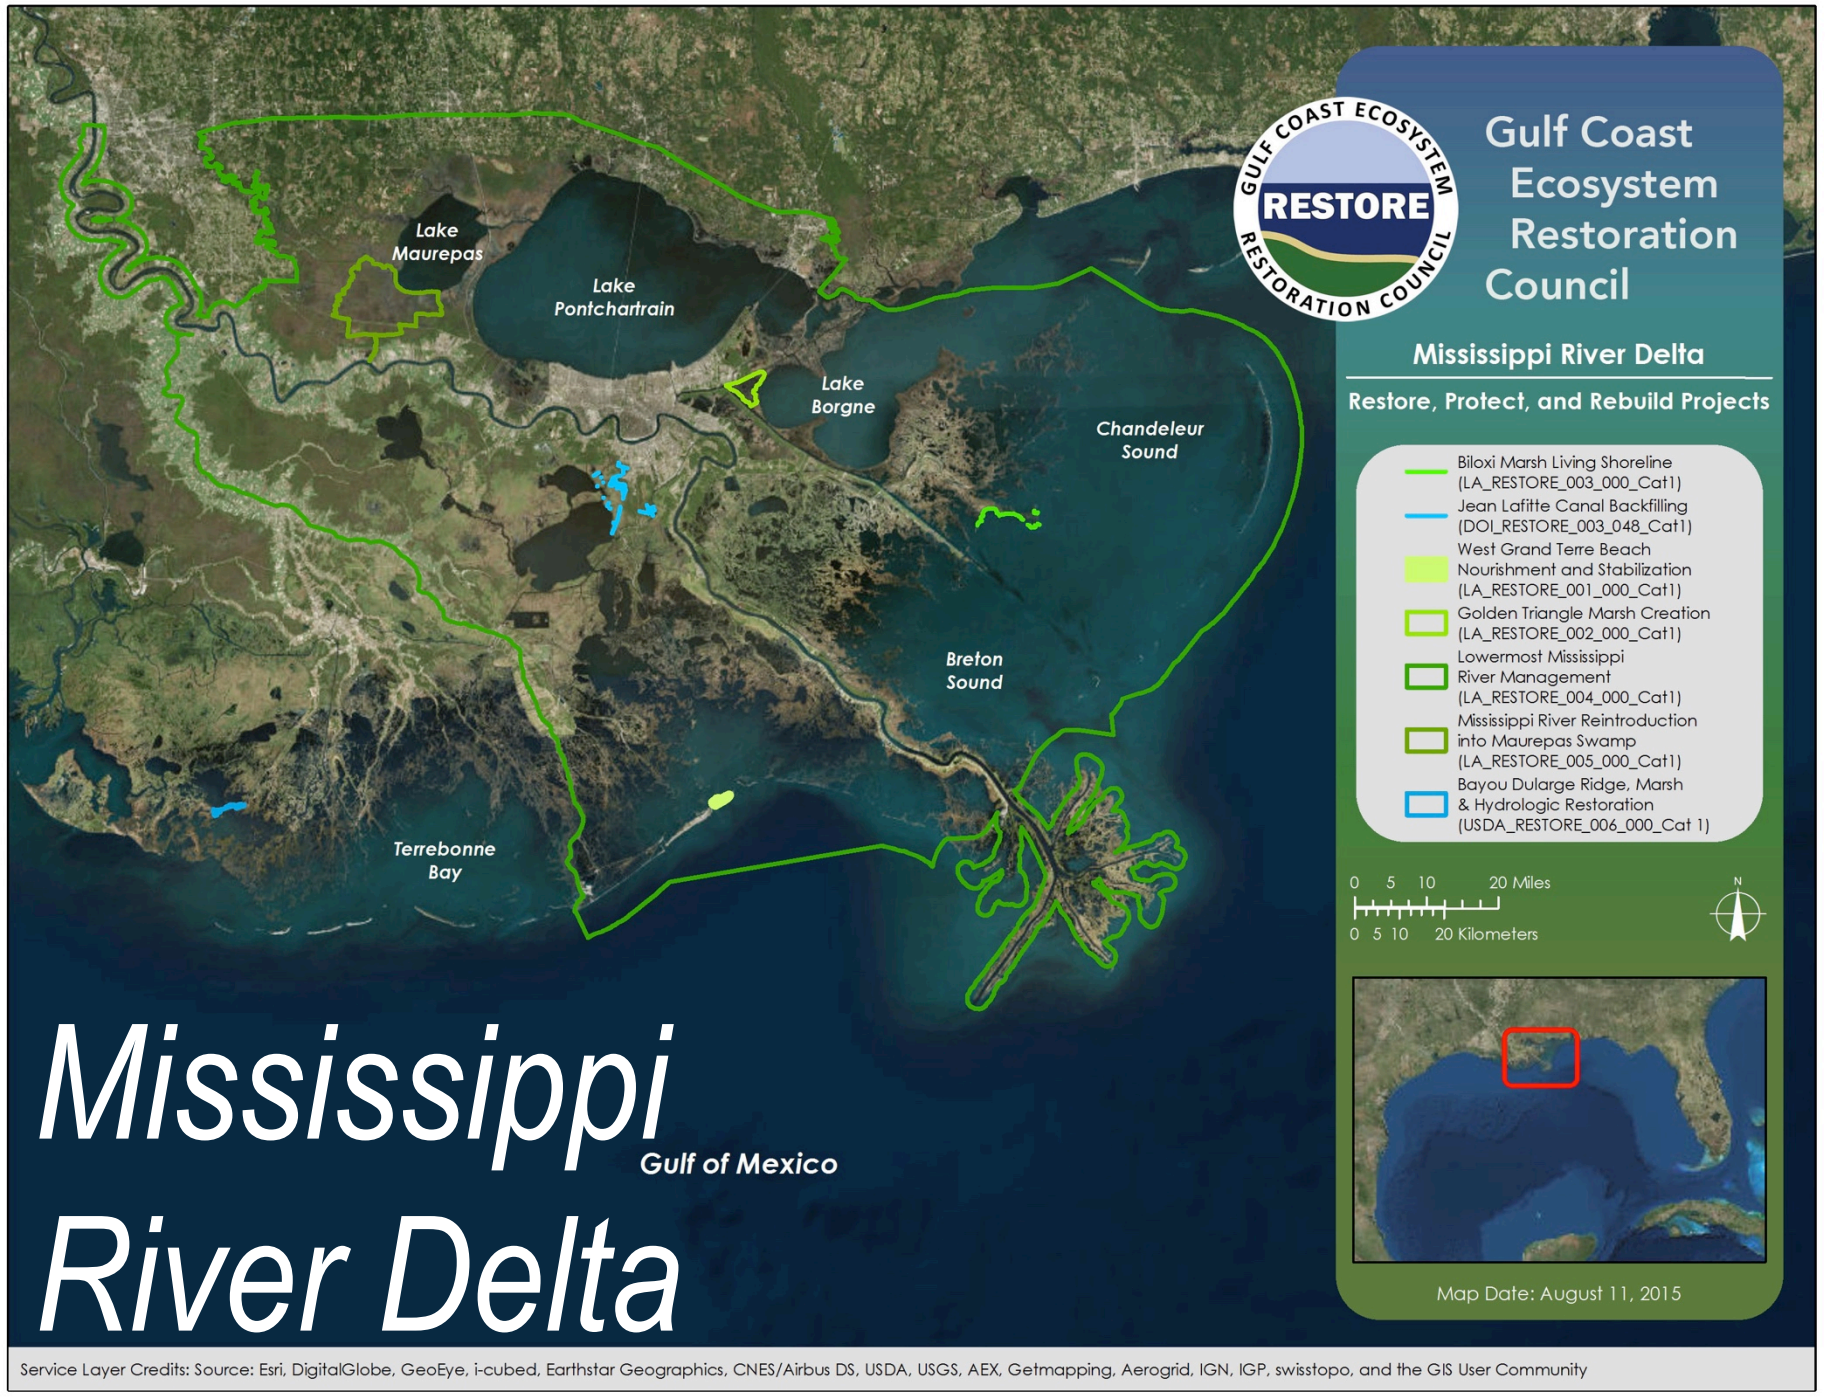 GULF COAST ECOSYSTEM
RESTORE
RESTORATION COUNCIL
Gulf Coast
Ecosystem
Restoration
Council
Mississippi River Delta
Restore, Protect, and Rebuild Projects
Biloxi Marsh Living Shoreline
(LA_RESTORE_003_000_Cat1)
Jean Lafitte Canal Backfilling
(DOI_RESTORE_003_048_Cat1)
West Grand Terre Beach
Nourishment and Stabilization
(LA_RESTORE_001_000_Cat1)
Golden Triangle Marsh Creation
(LA_RESTORE_002_000_Cat1)
Lowermost Mississippi
River Management
(LA_RESTORE_004_000_Cat1)
Mississippi River Reintroduction
into Maurepas Swamp
(LA_RESTORE_005_000_Cat1)
Bayou Dularge Ridge, Marsh
& Hydrologic Restoration
(USDA_RESTORE_006_000_Cat 1)
0 5 10 20 Miles
0 5 10 20 Kilometers
N
Map Date: August 11, 2015
Lake
Maurepas
Lake
Pontchartrain
Lake
Borgne
Chandeleur
Sound
Breton
Sound
Terrebonne
Bay
Mississippi
Gulf of Mexico
River Delta
Service Layer Credits: Source: Esri, DigitalGlobe, GeoEye, i-cubed, Earthstar Geographics, CNES/Airbus DS, USDA, USGS, AEX, Getmapping, Aerogrid, IGN, IGP, swisstopo, and the GIS User Community